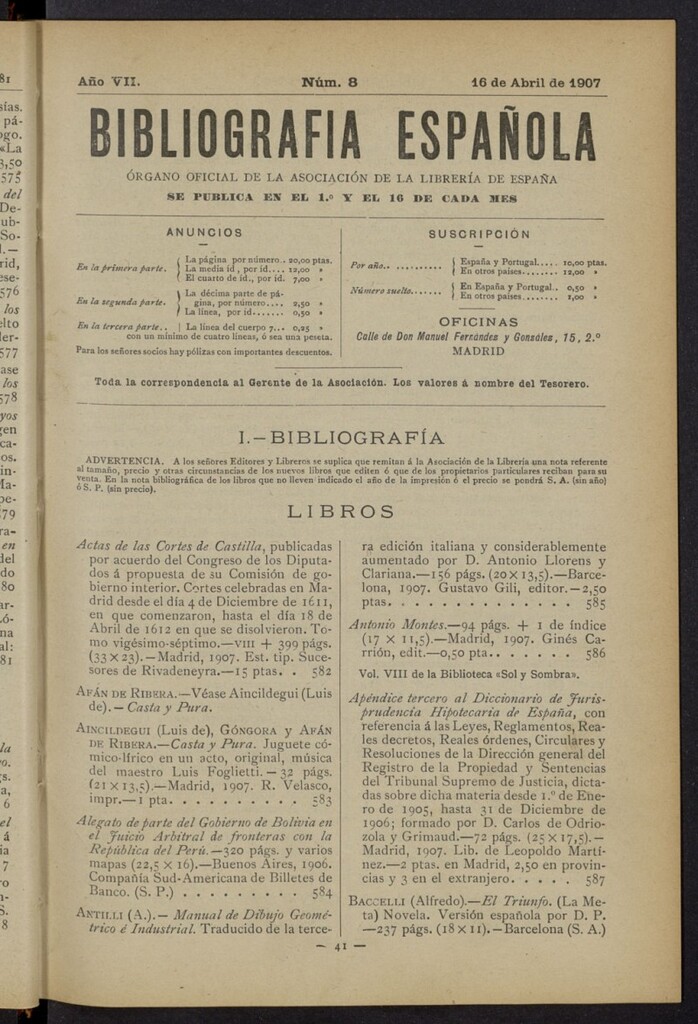 Año VII.
Núm. 8
16 de Abril de 1907
BIBLIOGRAFIA ESPAÑOLA
ÓRGANO OFICIAL DE LA ASOCIACIÓN DE LA LIBRERÍA DE ESPAÑA
SE PUBLICA EN EL 1.º Y EL 16 DE CADA MES
ANUNCIOS
En la primera parte. { La página por número.. 20,00 ptas.
La media id, por id.... 12,00 »
El cuarto de id., por id. 7,00 »
En la segunda parte. { La décima parte de pá-
gina, por número.... 2,50 »
La línea, por id...... 0,50 »
En la tercera parte.. | La línea del cuerpo 7... 0,25 »
con un mínimo de cuatro líneas, ó sea una peseta.
Para los señores socios hay pólizas con importantes descuentos.
SUSCRIPCIÓN
Por año.. .......... { España y Portugal..... 10,00 ptas.
En otros países........ 12,00 »
Número suelto....... { En España y Portugal.. 0,50 »
En otros países........ 1,00 »
OFICINAS
Calle de Don Manuel Fernández y González, 15, 2.º
MADRID
Toda la correspondencia al Gerente de la Asociación. Los valores á nombre del Tesorero.
I.—BIBLIOGRAFÍA
ADVERTENCIA. A los señores Editores y Libreros se suplica que remitan á la Asociación de la Librería una nota referente
al tamaño, precio y otras circunstancias de los nuevos libros que editen ó que de los propietarios particulares reciban para su
venta. En la nota bibliográfica de los libros que no lleven indicado el año de la impresión ó el precio se pondrá S. A. (sin año)
ó S. P. (sin precio).
LIBROS
Actas de las Cortes de Castilla, publicadas
por acuerdo del Congreso de los Diputa-
dos á propuesta de su Comisión de go-
bierno interior. Cortes celebradas en Ma-
drid desde el día 4 de Diciembre de 1611,
en que comenzaron, hasta el día 18 de
Abril de 1612 en que se disolvieron. To-
mo vigésimo-séptimo.—VIII + 399 págs.
(33 × 23).—Madrid, 1907. Est. tip. Suce-
sores de Rivadeneyra.—15 ptas. . 582
AFÁN DE RIBERA.—Véase Aincildegui (Luis
de).—Casta y Pura.
AINCILDEGUI (Luis de), GÓNGORA y AFÁN
DE RIBERA.—Casta y Pura. Juguete có-
mico-lírico en un acto, original, música
del maestro Luis Foglietti. — 32 págs.
(21 × 13,5).—Madrid, 1907. R. Velasco,
impr.—1 pta. . . . . . . . . . 583
Alegato de parte del Gobierno de Bolivia en
el Juicio Arbitral de fronteras con la
República del Perú.—320 págs. y varios
mapas (22,5 × 16).—Buenos Aires, 1906.
Compañía Sud-Americana de Billetes de
Banco. (S. P.) . . . . . . . . . 584
ANTILLI (A.).— Manual de Dibujo Geomé-
trico é Industrial. Traducido de la terce-
ra edición italiana y considerablemente
aumentado por D. Antonio Llorens y
Clariana.—156 págs. (20 × 13,5).—Barce-
lona, 1907. Gustavo Gili, editor.—2,50
ptas. . . . . . . . . . . . . . 585
Antonio Montes.—94 págs. + 1 de índice
(17 × 11,5).—Madrid, 1907. Ginés Ca-
rrión, edit.—0,50 pta. . . . . . 586
Vol. VIII de la Biblioteca «Sol y Sombra».
Apéndice tercero al Diccionario de Juris-
prudencia Hipotecaria de España, con
referencia á las Leyes, Reglamentos, Rea-
les decretos, Reales órdenes, Circulares y
Resoluciones de la Dirección general del
Registro de la Propiedad y Sentencias
del Tribunal Supremo de Justicia, dicta-
das sobre dicha materia desde 1.º de Ene-
ro de 1905, hasta 31 de Diciembre de
1906; formado por D. Carlos de Odrio-
zola y Grimaud.—72 págs. (25 × 17,5).—
Madrid, 1907. Lib. de Leopoldo Martí-
nez.—2 ptas. en Madrid, 2,50 en provin-
cias y 3 en el extranjero. . . . . 587
BACCELLI (Alfredo).—El Triunfo. (La Me-
ta) Novela. Versión española por D. P.
—237 págs. (18 × 11).—Barcelona (S. A.)
— 41 —